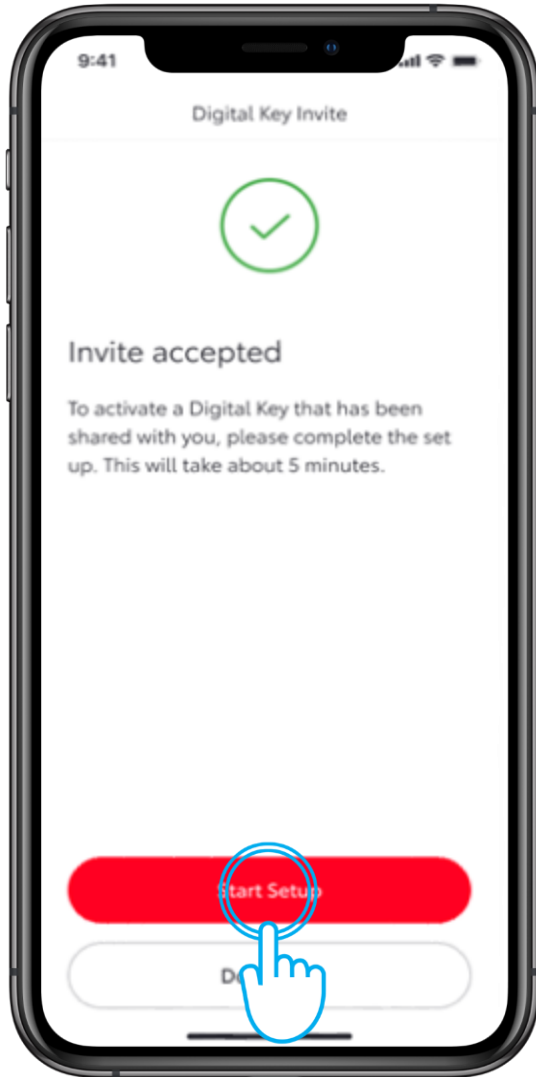 9:41
Digital Key Invite
Invite accepted
To activate a Digital Key that has been
shared with you, please complete the set
up. This will take about 5 minutes.
Start Setup